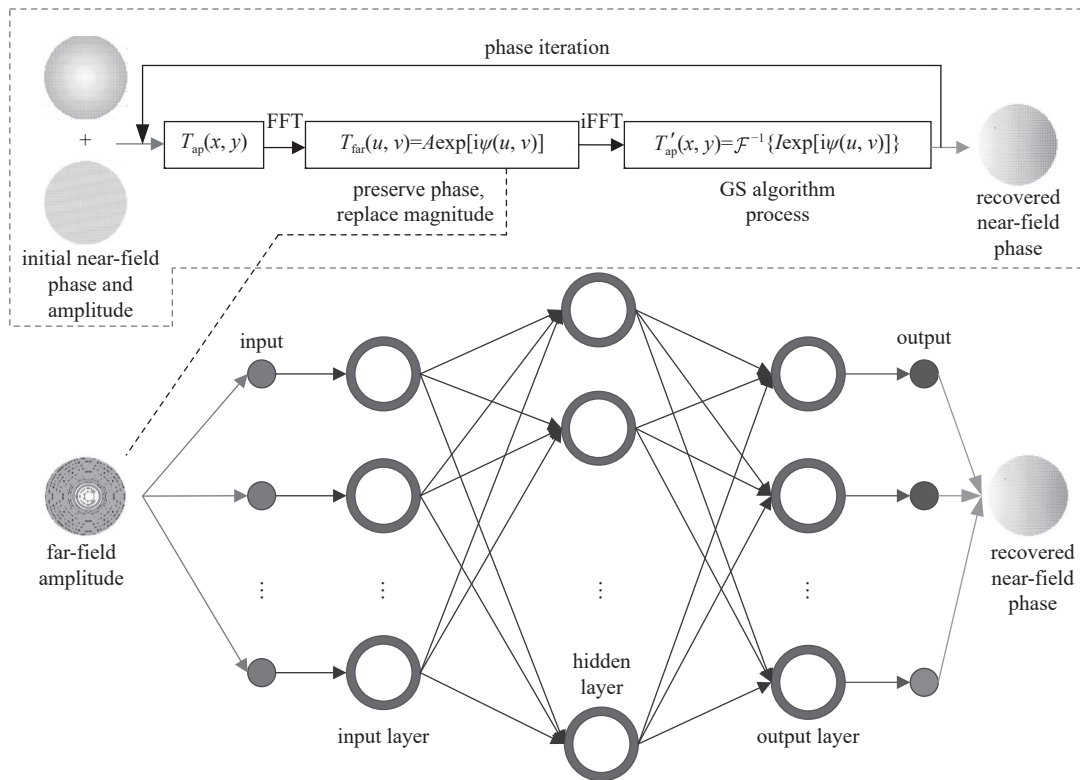 phase iteration
+
FFT
iFFT
T_ap(x, y)
T_far(u, v)=Aexp[iψ(u, v)]
T′_ap(x, y)=ℱ⁻¹{Iexp[iψ(u, v)]}
preserve phase,
replace magnitude
GS algorithm
process
initial near-field
phase and
amplitude
recovered
near-field
phase
input
output
far-field
amplitude
recovered
near-field
phase
⋮
⋮
⋮
⋮
⋮
hidden
layer
input layer
output layer